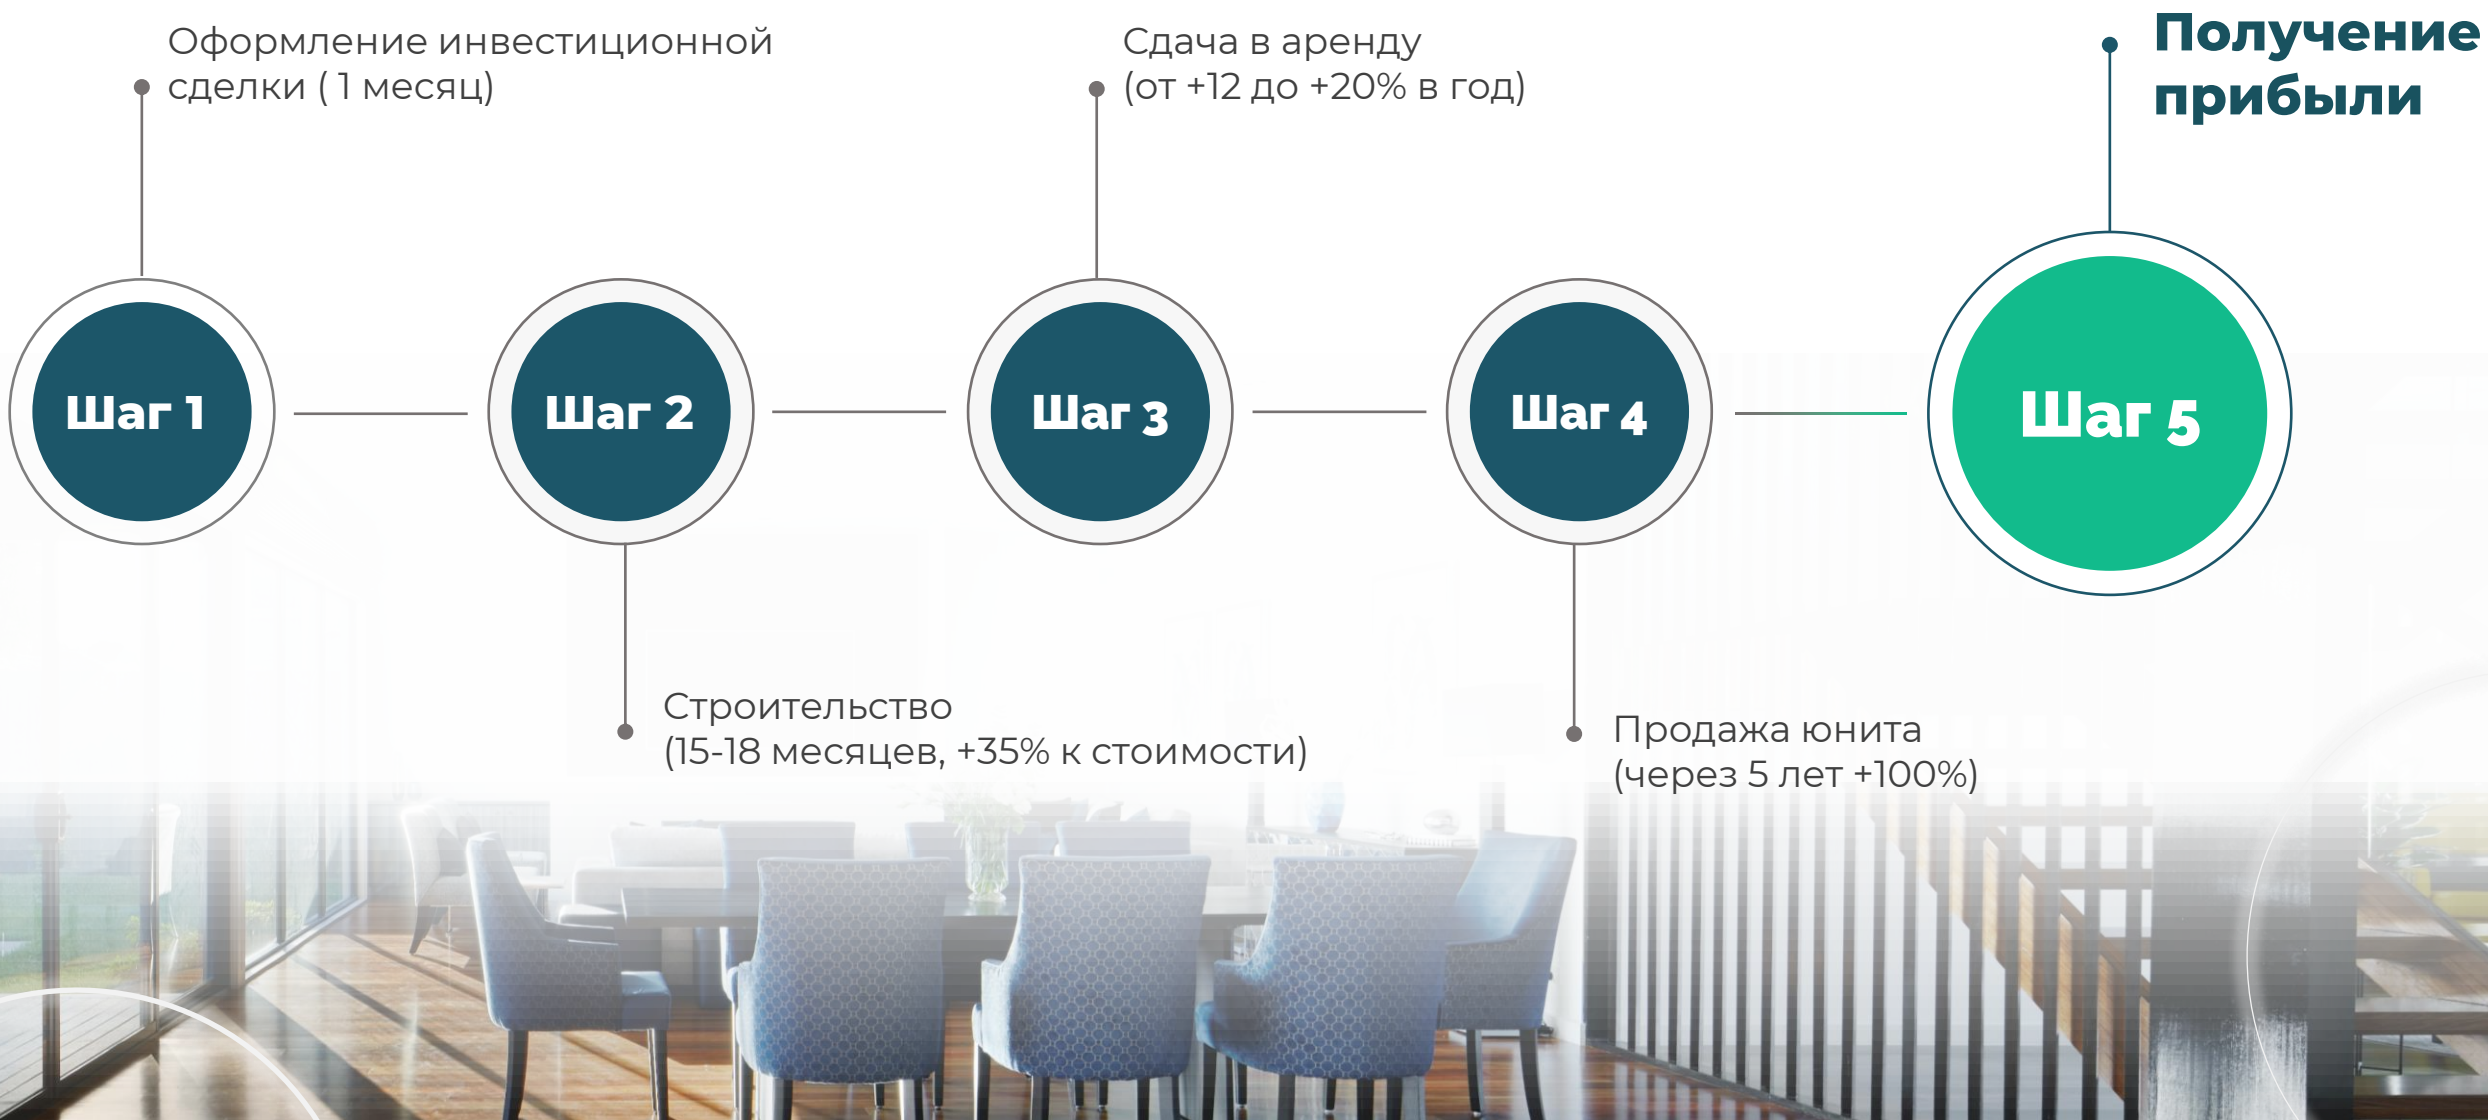 Оформление инвестиционной
сделки ( 1 месяц)
Сдача в аренду
(от +12 до +20% в год)
Получение
прибыли
Шаг 1
Шаг 2
Шаг 3
Шаг 4
Шаг 5
Строительство
(15-18 месяцев, +35% к стоимости)
Продажа юнита
(через 5 лет +100%)